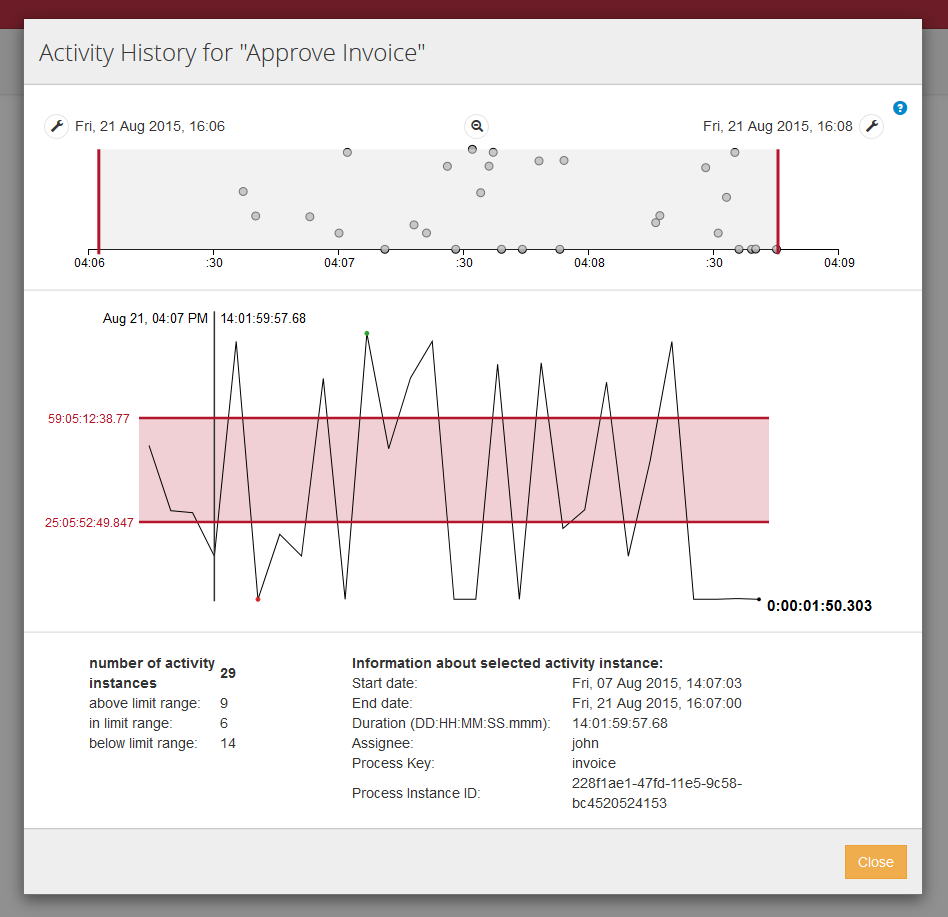 Activity History for "Approve Invoice"
?
Fri, 21 Aug 2015, 16:06
Fri, 21 Aug 2015, 16:08
04:06 :30 04:07 :30 04:08 :30 04:09
Aug 21, 04:07 PM 14:01:59:57.68
59:05:12:38.77
25:05:52:49.847
0:00:01:50.303
number of activity
instances 29
above limit range: 9
in limit range: 6
below limit range: 14
Information about selected activity instance:
Start date: Fri, 07 Aug 2015, 14:07:03
End date: Fri, 21 Aug 2015, 16:07:00
Duration (DD:HH:MM:SS.mmm): 14:01:59:57.68
Assignee: john
Process Key: invoice
Process Instance ID: 228f1ae1-47fd-11e5-9c58-
bc4520524153
Close